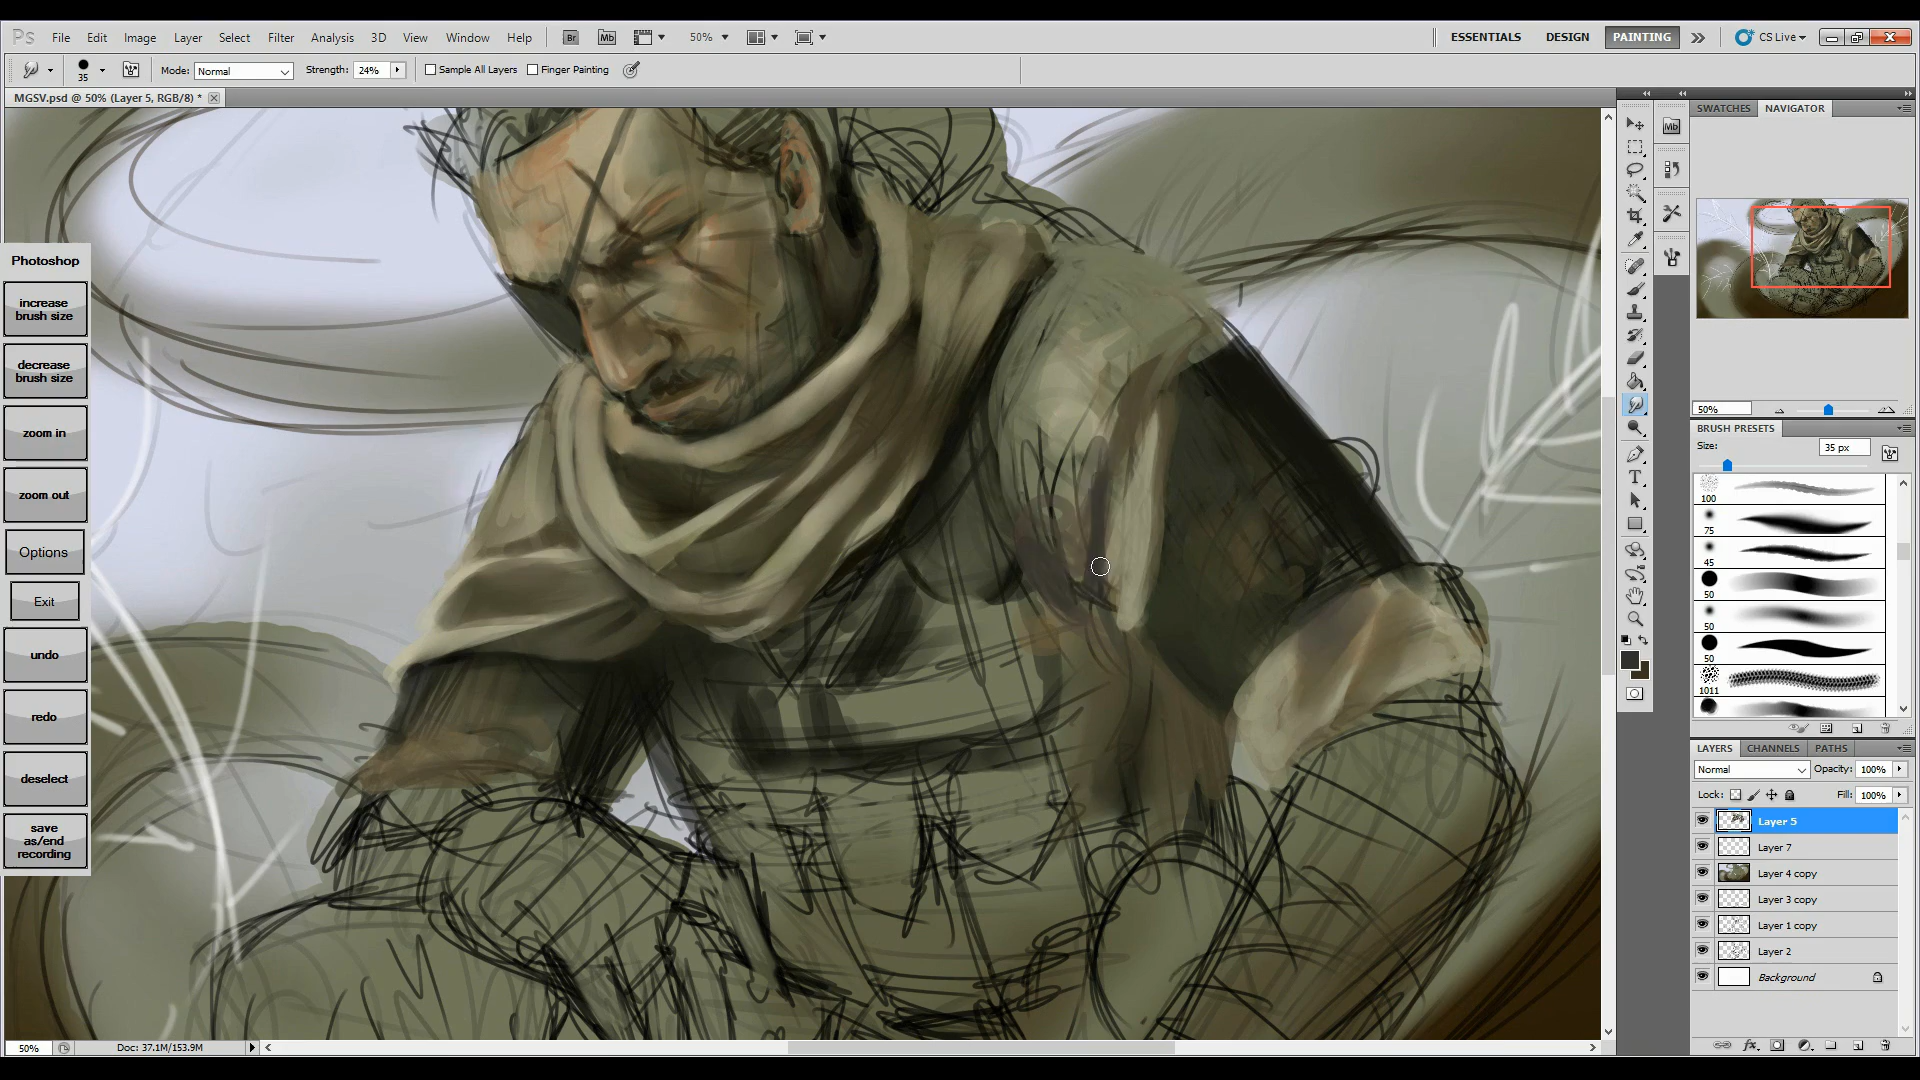 Ps File Edit Image Layer Select Filter Analysis 3D View Window Help Br Mb 50% ESSENTIALS DESIGN PAINTING CS Live
35 Mode: Normal Strength: 24% Sample All Layers Finger Painting
MGSV.psd @ 50% (Layer 5, RGB/8) *
Photoshop
increase
brush size
decrease
brush size
zoom in
zoom out
Options
Exit
undo
redo
deselect
save
as/end
recording
SWATCHES NAVIGATOR
Mb
50%
BRUSH PRESETS
Size: 35 px
100
75
45
50
50
50
1011
LAYERS CHANNELS PATHS
Normal Opacity: 100%
Lock: Fill: 100%
Layer 5
Layer 7
Layer 4 copy
Layer 3 copy
Layer 1 copy
Layer 2
Background
50% Doc: 37.1M/153.9M